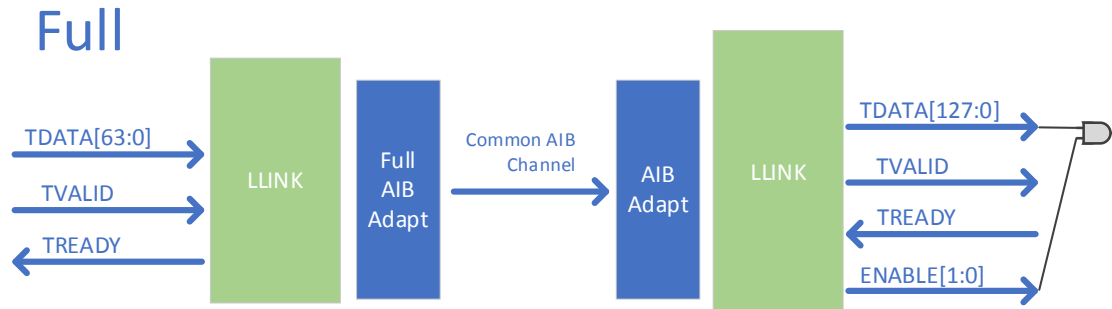 Full
TDATA[63:0]
TVALID
TREADY
LLINK
Full
AIB
Adapt
Common AIB
Channel
AIB
Adapt
LLINK
TDATA[127:0]
TVALID
TREADY
ENABLE[1:0]